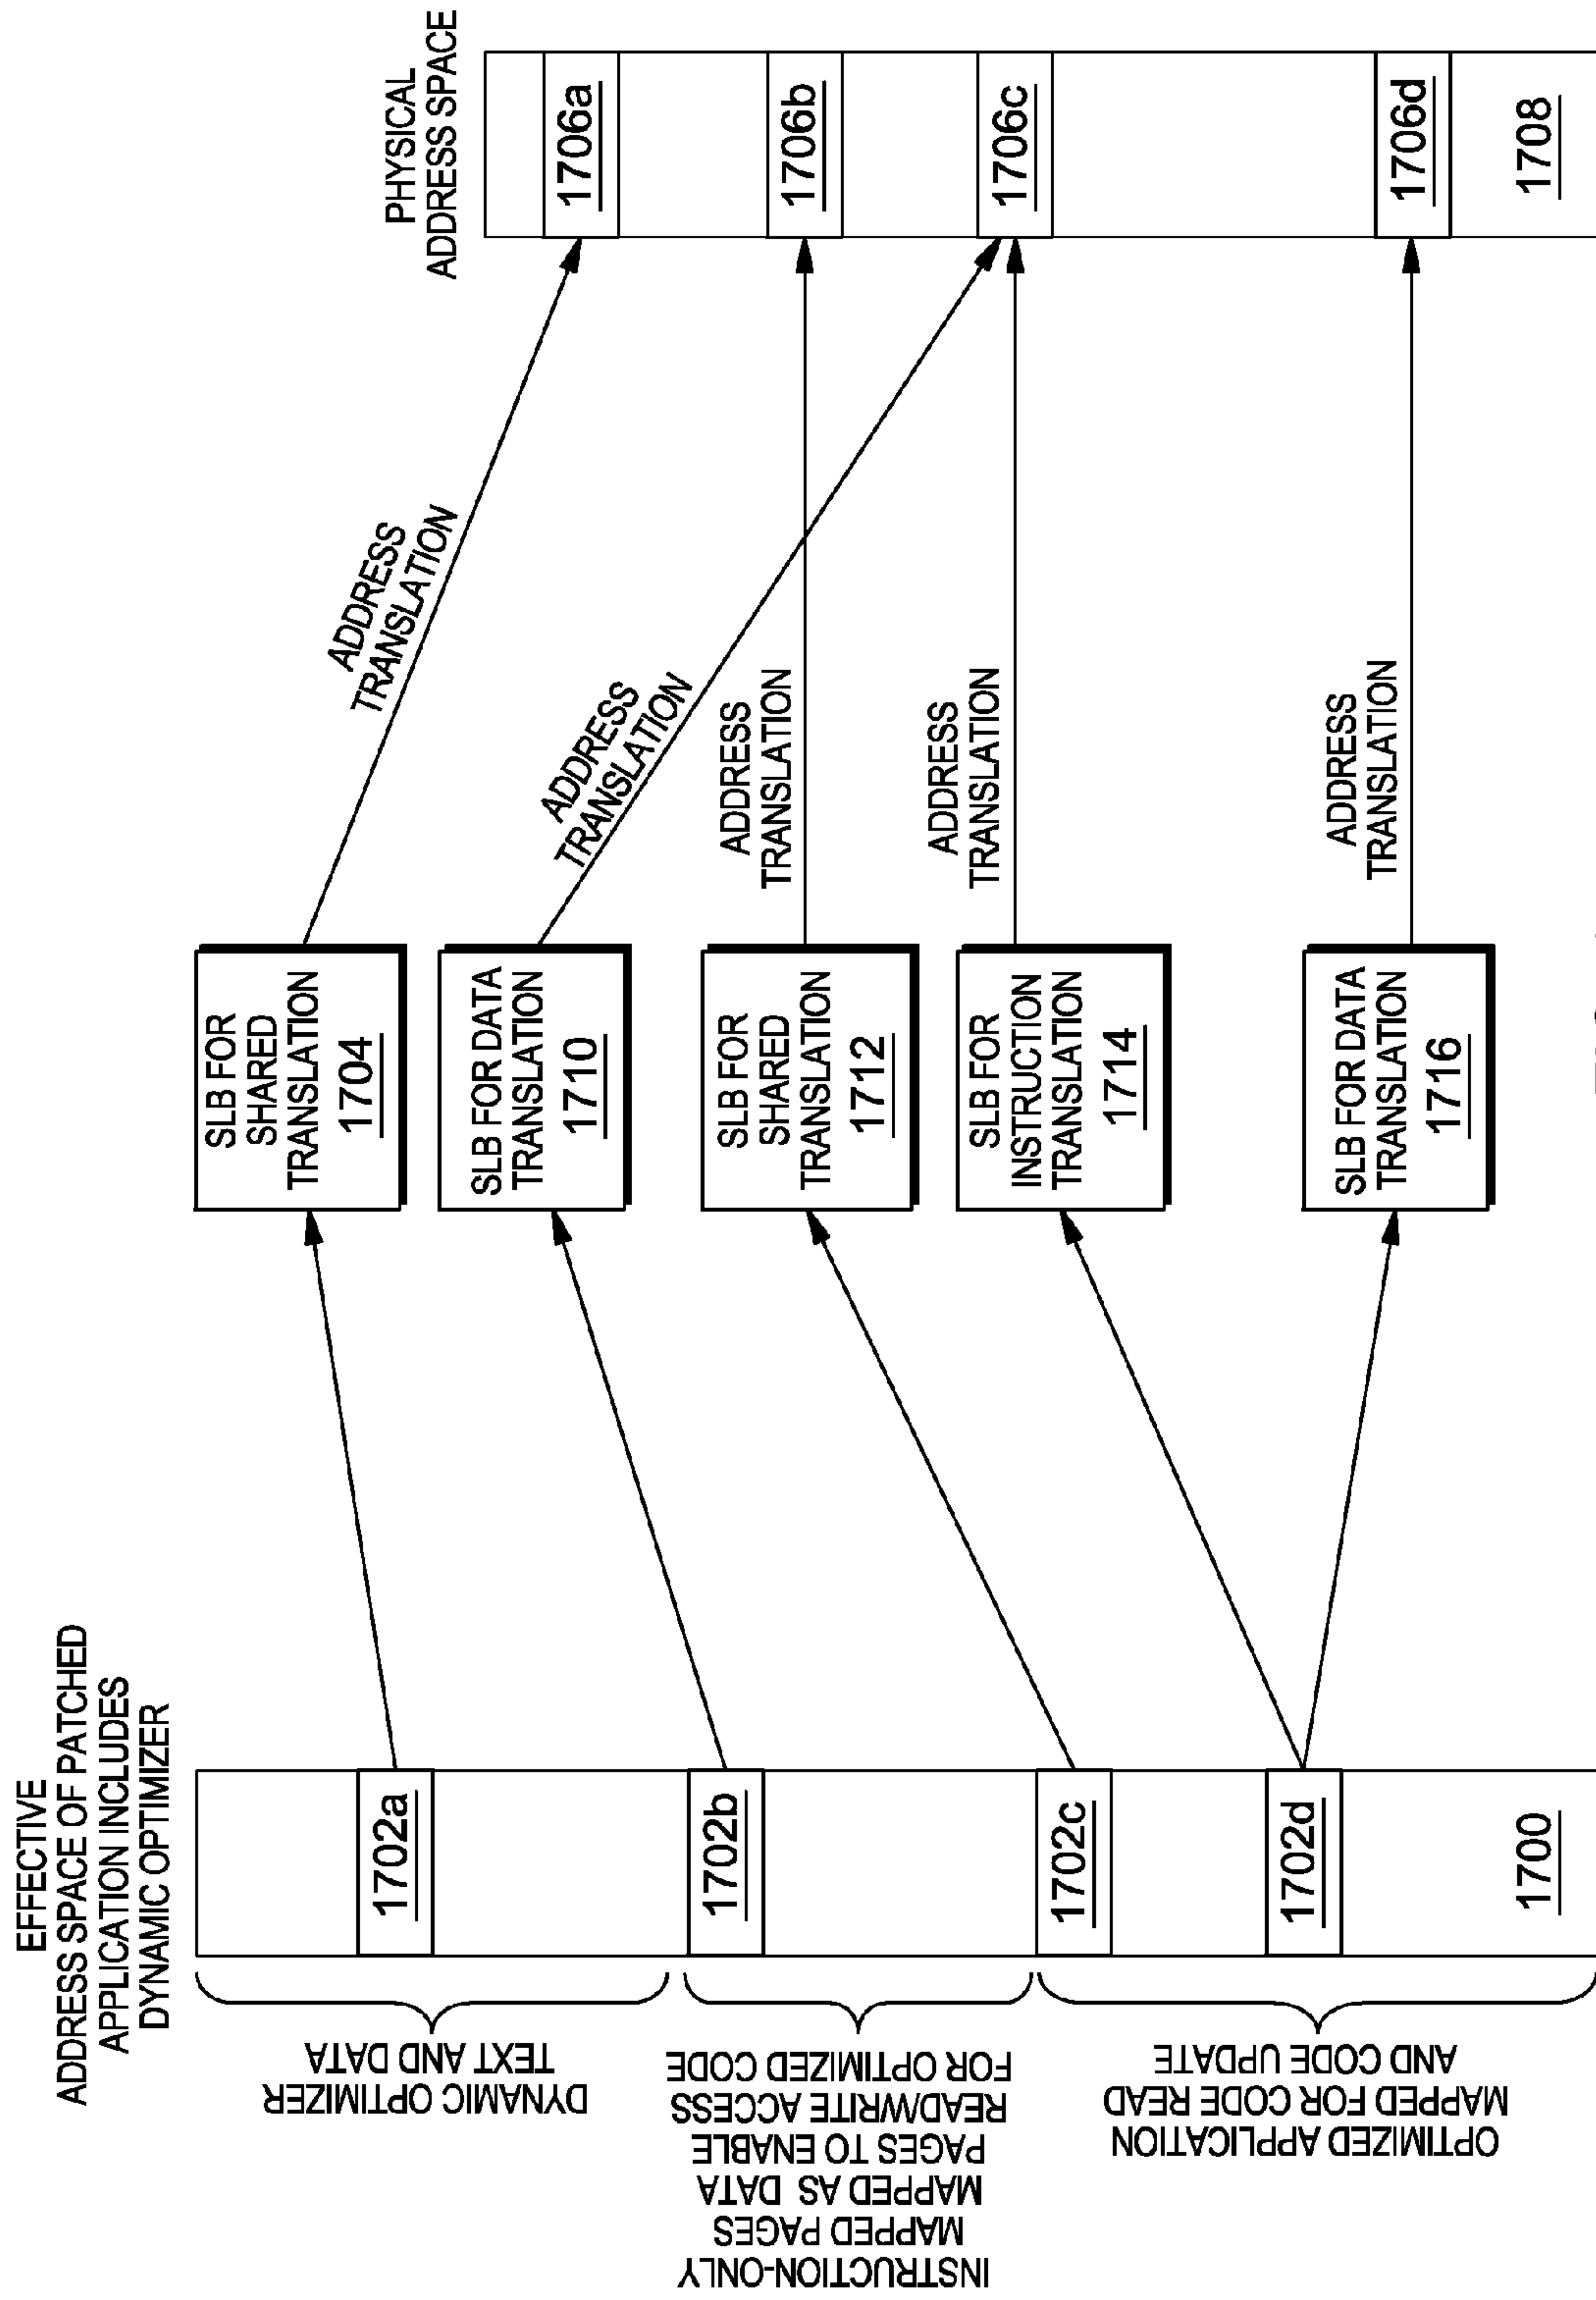 EFFECTIVE
ADDRESS SPACE OF PATCHED
APPLICATION INCLUDES
DYNAMIC OPTIMIZER
PHYSICAL
ADDRESS SPACE
DYNAMIC OPTIMIZER
TEXT AND DATA
1702a
SLB FOR
SHARED
TRANSLATION
1704
ADDRESS
TRANSLATION
1706a
INSTRUCTION-ONLY
MAPPED PAGES
MAPPED AS DATA
PAGES TO ENABLE
READ/WRITE ACCESS
FOR OPTIMIZED CODE
1702b
SLB FOR DATA
TRANSLATION
1710
ADDRESS
TRANSLATION
1706b
SLB FOR
SHARED
TRANSLATION
1712
ADDRESS
TRANSLATION
1706c
OPTIMIZED APPLICATION
MAPPED FOR CODE READ
AND CODE UPDATE
1702c
SLB FOR
INSTRUCTION
TRANSLATION
1714
ADDRESS
TRANSLATION
1702d
SLB FOR DATA
TRANSLATION
1716
ADDRESS
TRANSLATION
1706d
1700
1708